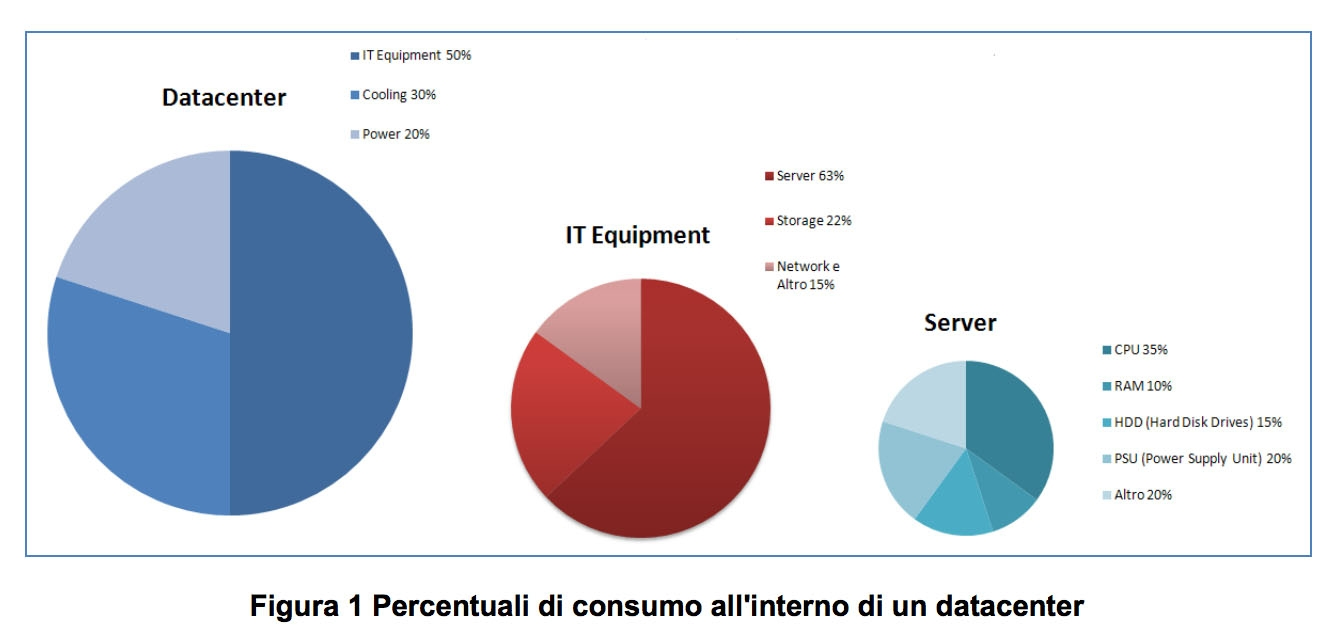 Datacenter
IT Equipment 50%
Cooling 30%
Power 20%
IT Equipment
Server 63%
Storage 22%
Network e
Altro 15%
Server
CPU 35%
RAM 10%
HDD (Hard Disk Drives) 15%
PSU (Power Supply Unit) 20%
Altro 20%
Figura 1 Percentuali di consumo all'interno di un datacenter